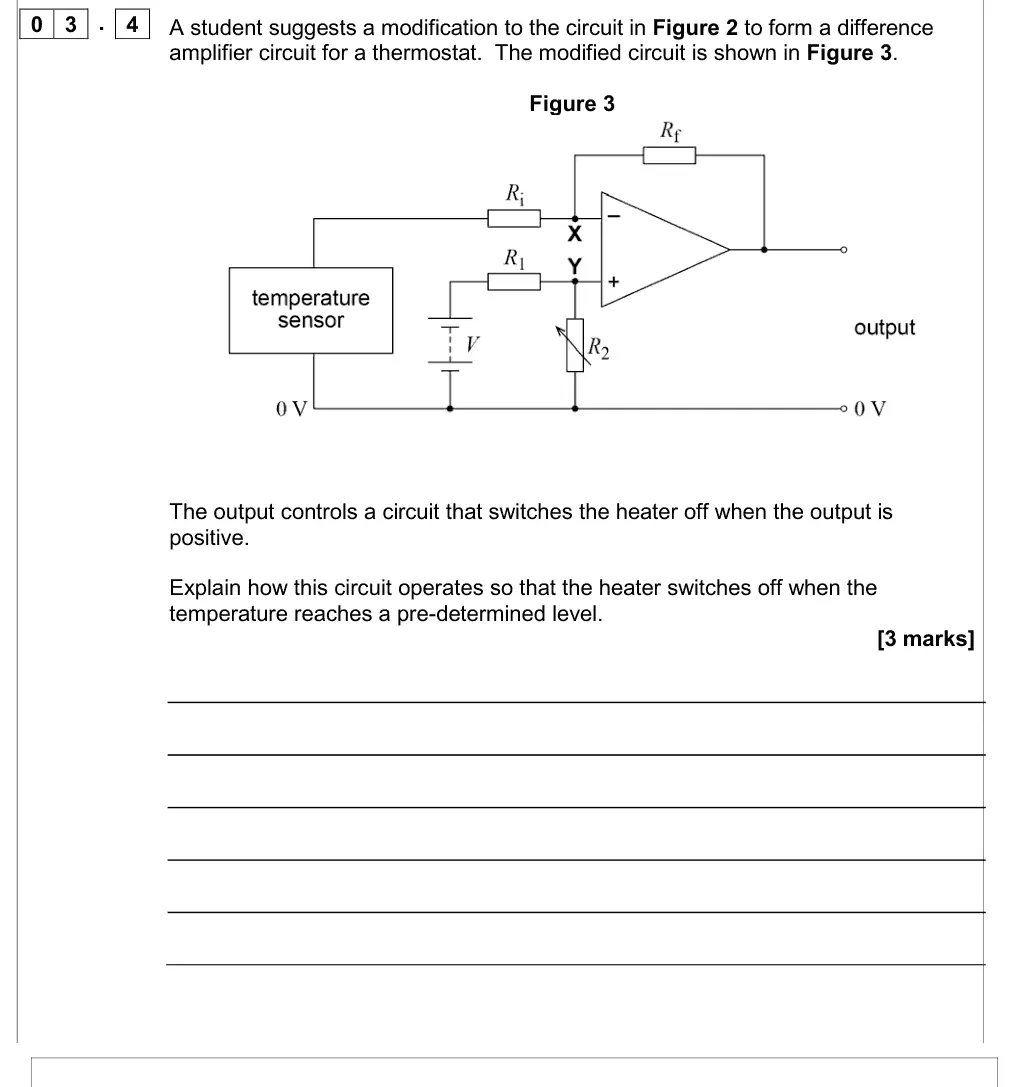 0 3 . 4 A student suggests a modification to the circuit in Figure 2 to form a difference
amplifier circuit for a thermostat. The modified circuit is shown in Figure 3.
Figure 3
Rf
Ri
−
X
R1
Y
+
temperature
sensor
V
R2
output
0 V
0 V
The output controls a circuit that switches the heater off when the output is
positive.
Explain how this circuit operates so that the heater switches off when the
temperature reaches a pre-determined level.
[3 marks]